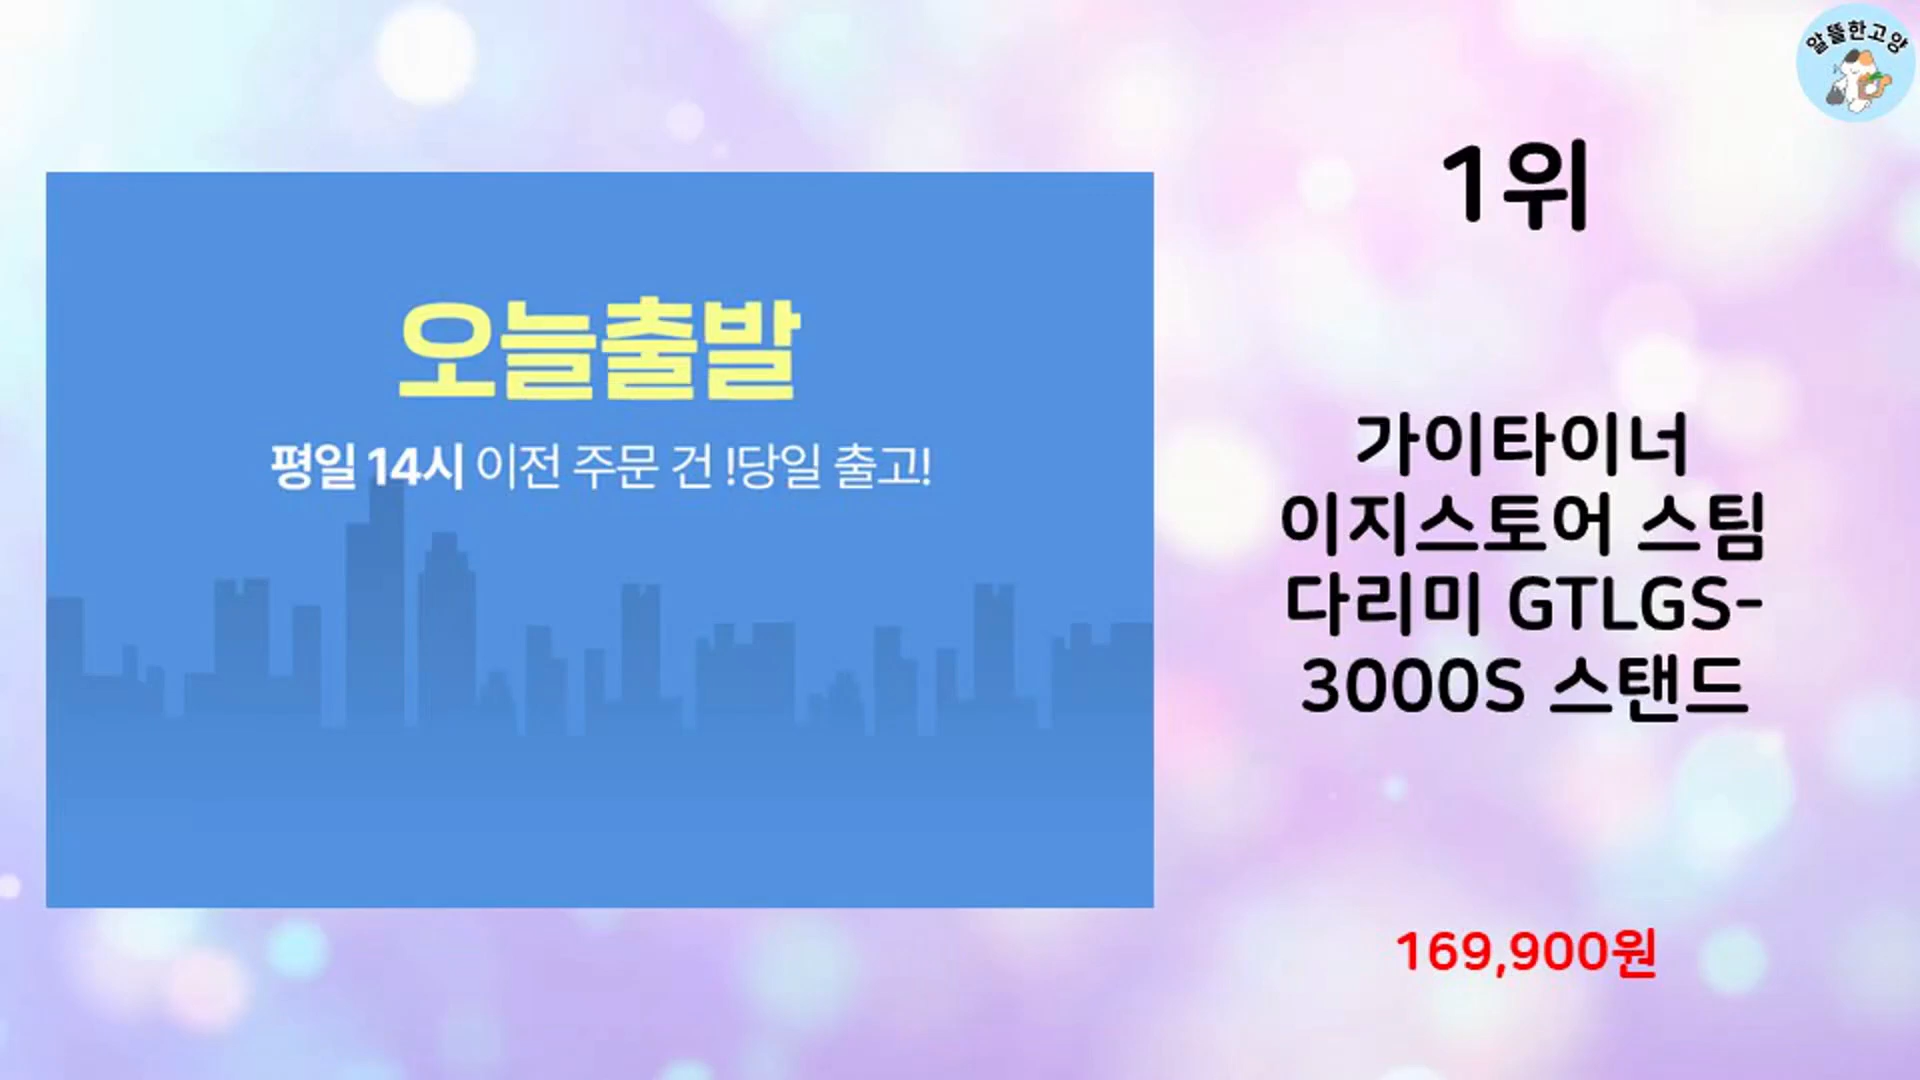 알뜰한고양
1위
오늘출발
평일 14시 이전 주문 건 !당일 출고!
가이타이너
이지스토어 스팀
다리미 GTLGS-
3000S 스탠드
169,900원